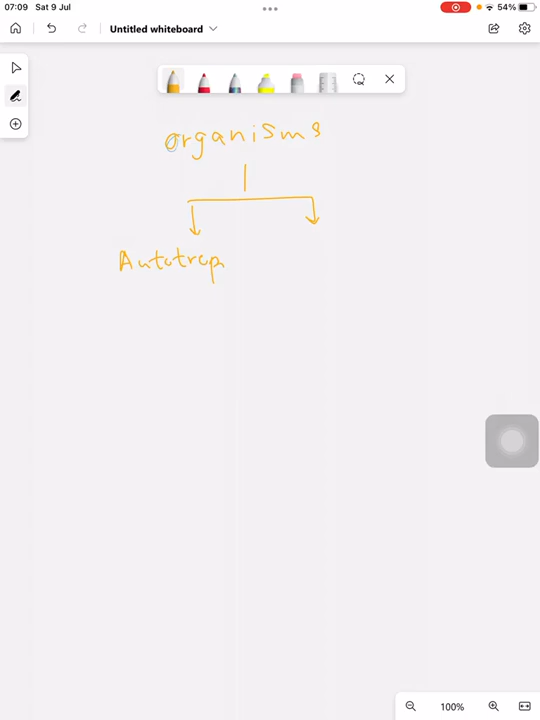 07:09 Sat 9 Jul 54%
Untitled whiteboard
organisms
Autotrop
100%